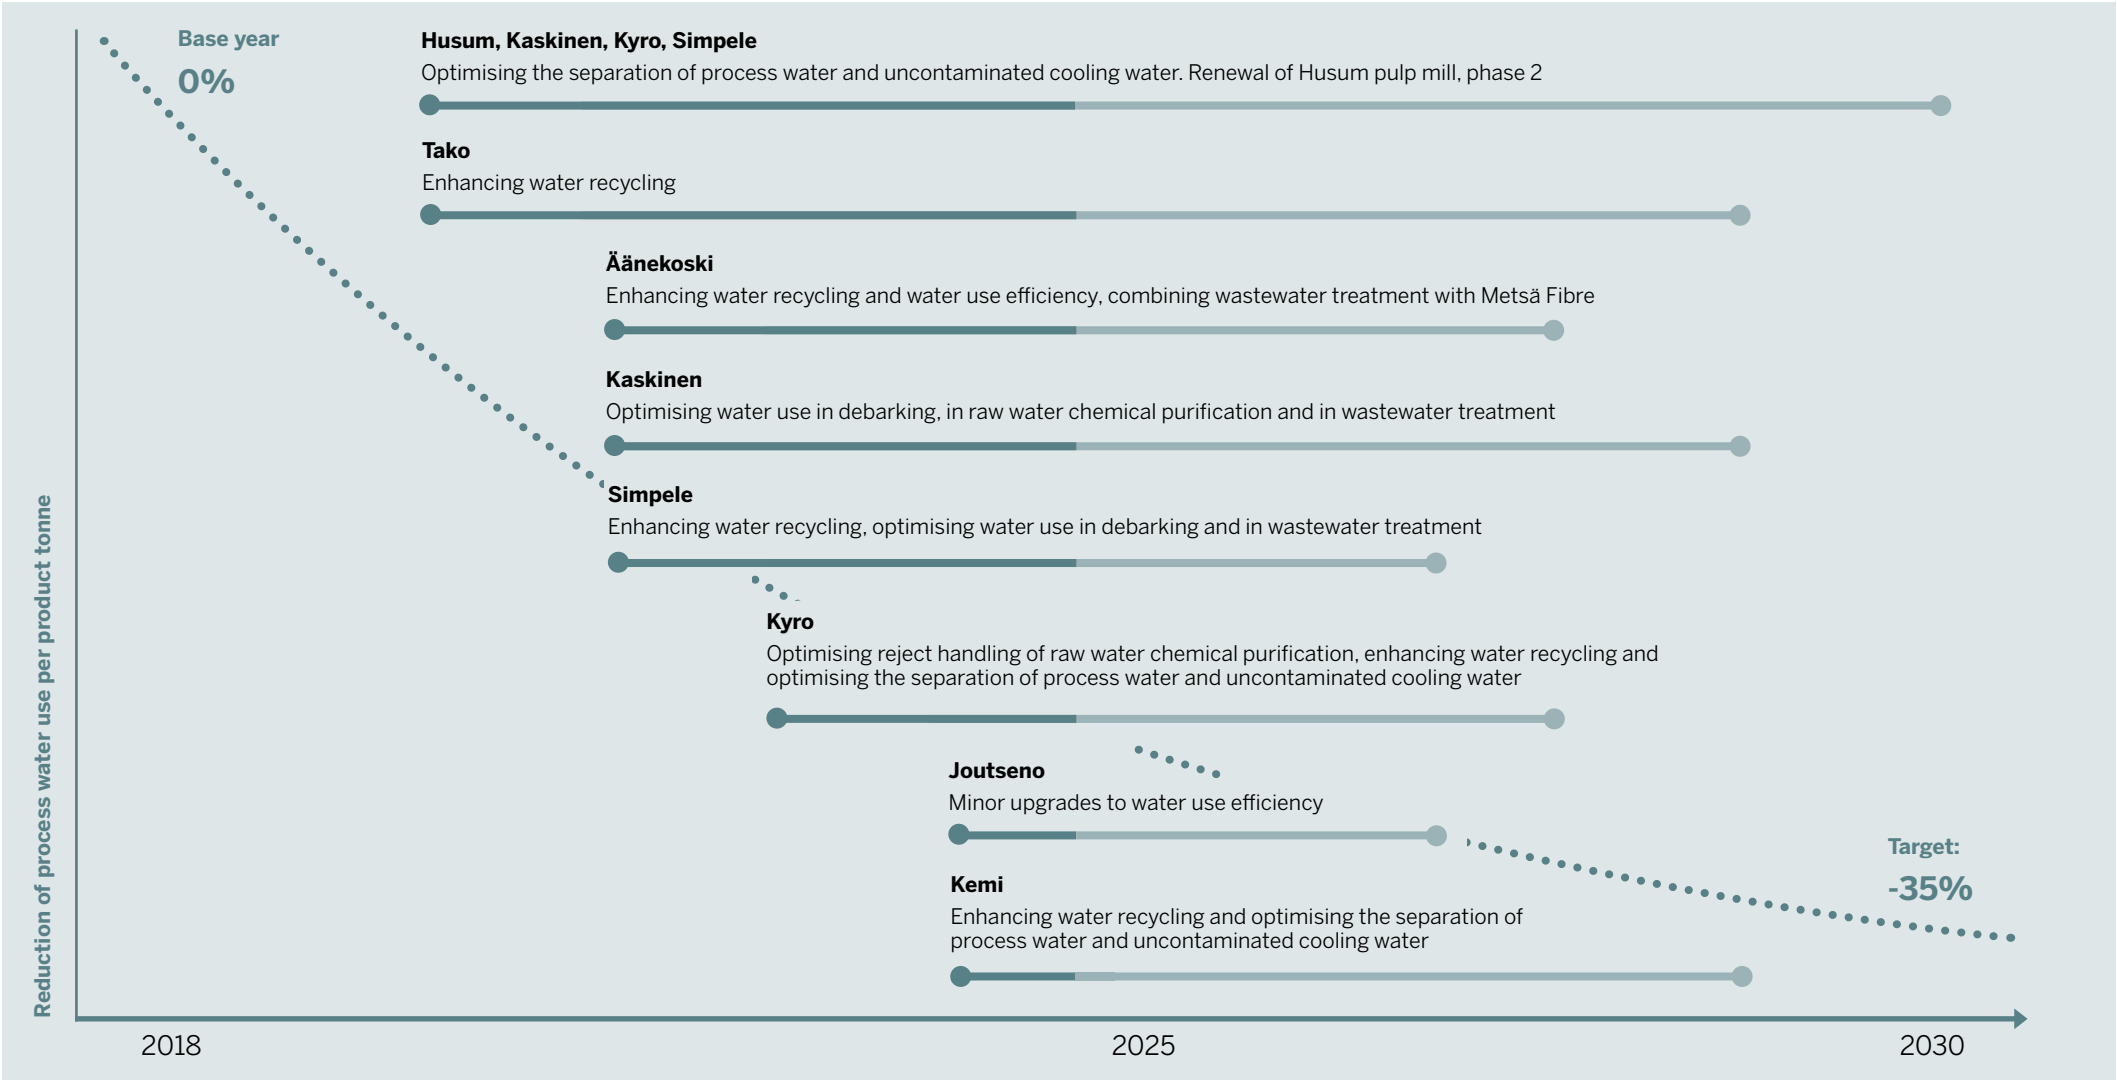 Base year
0%
Husum, Kaskinen, Kyro, Simpele
Optimising the separation of process water and uncontaminated cooling water. Renewal of Husum pulp mill, phase 2
Tako
Enhancing water recycling
Äänekoski
Enhancing water recycling and water use efficiency, combining wastewater treatment with Metsä Fibre
Kaskinen
Optimising water use in debarking, in raw water chemical purification and in wastewater treatment
Simpele
Enhancing water recycling, optimising water use in debarking and in wastewater treatment
Kyro
Optimising reject handling of raw water chemical purification, enhancing water recycling and
optimising the separation of process water and uncontaminated cooling water
Joutseno
Minor upgrades to water use efficiency
Kemi
Enhancing water recycling and optimising the separation of
process water and uncontaminated cooling water
Target:
-35%
Reduction of process water use per product tonne
2018
2025
2030